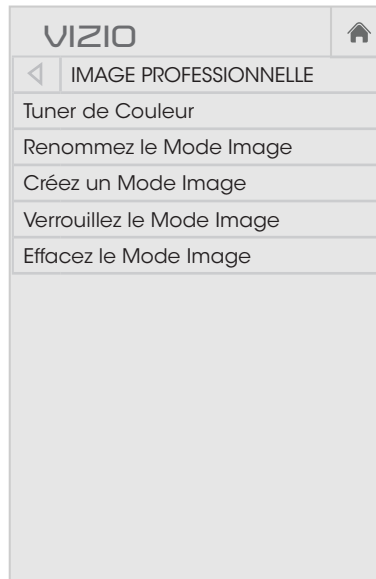 VIZIO
IMAGE PROFESSIONNELLE
Tuner de Couleur
Renommez le Mode Image
Créez un Mode Image
Verrouillez le Mode Image
Effacez le Mode Image